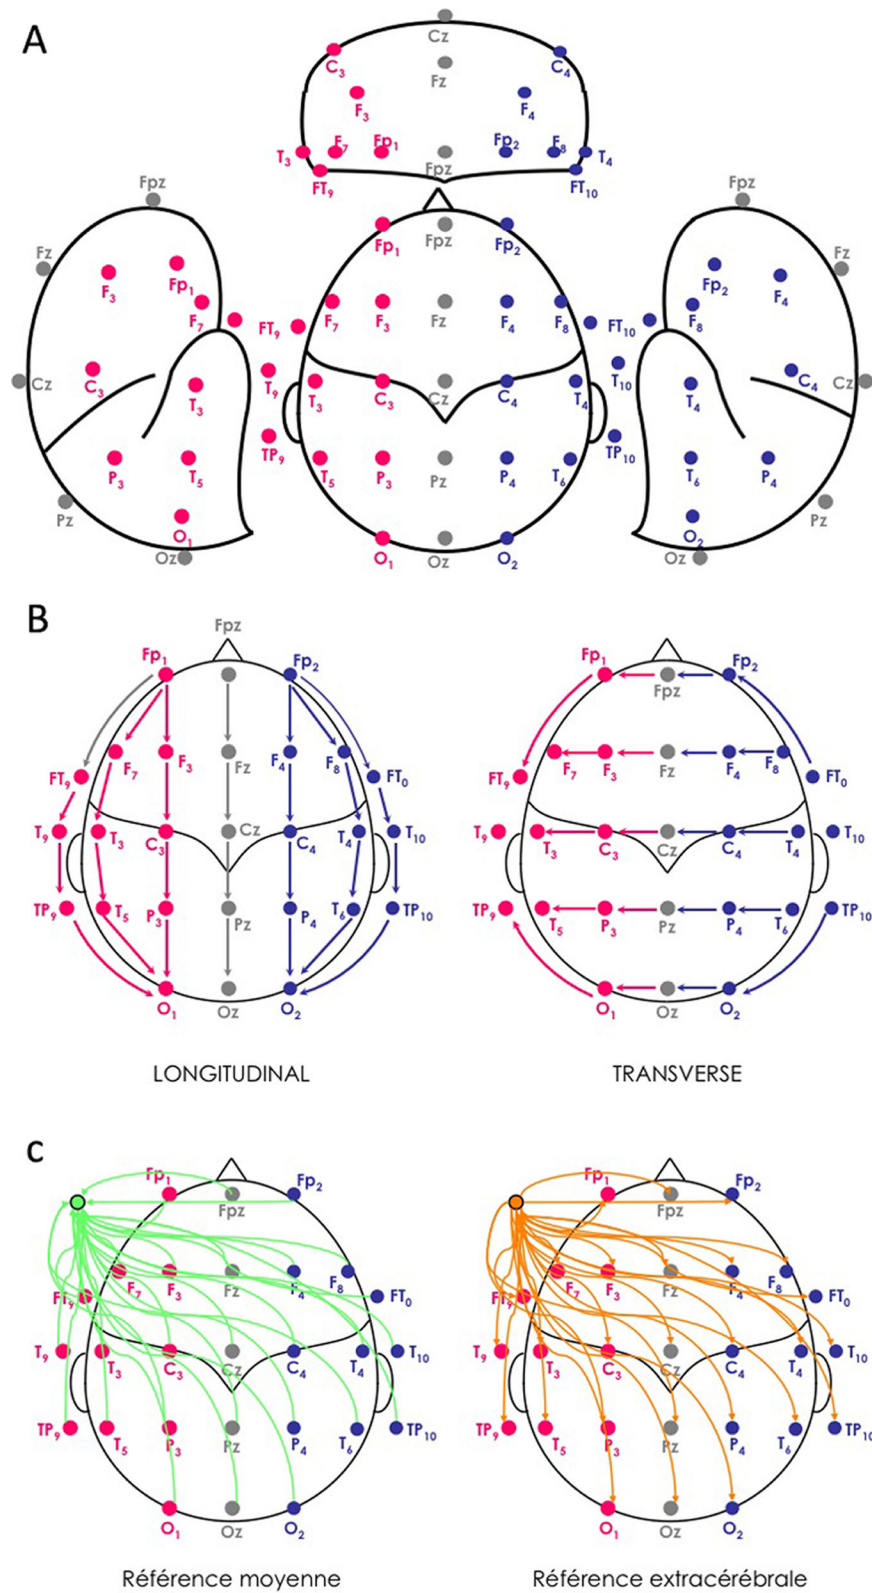 A
Cz
C3 C4
Fz
F3 F4
T3 F7 Fp1 Fpz Fp2 F8 T4
FT9 FT10
Fpz Fpz
Fz F3 Fp1 F7 FT9
Fp1 Fpz Fp2
F7 F3 Fz F4 F8
FT10 F8 Fp2 F4 Fz
Cz C3 T3 T9
T3 C3 Cz C4 T4
T10 T4 C4 Cz
TP9 TP10
P3 T5
T5 P3 Pz P4 T6
T6 P4
Pz O1 Oz
O1 Oz O2
O2 Oz Pz
B
Fpz
Fp1 Fp2
FT9 F7 F3 Fz F4 F8 FT0
T9 T3 C3 Cz C4 T4 T10
TP9 T5 P3 Pz P4 T6 TP10
O1 Oz O2
LONGITUDINAL
Fp1 Fpz Fp2
FT9 F7 F3 Fz F4 F8 FT0
T9 T3 C3 Cz C4 T4 T10
TP9 T5 P3 Pz P4 T6 TP10
O1 Oz O2
TRANSVERSE
C
Fp1 Fpz Fp2
FT9 F7 F3 Fz F4 F8 FT0
T9 T3 C3 Cz C4 T4 T10
TP9 T5 P3 Pz P4 T6 TP10
O1 Oz O2
Référence moyenne
Fp1 Fpz Fp2
FT9 F7 F3 Fz F4 F8 FT0
T9 T3 C3 Cz C4 T4 T10
TP9 T5 P3 Pz P4 T6 TP10
O1 Oz O2
Référence extracérébrale